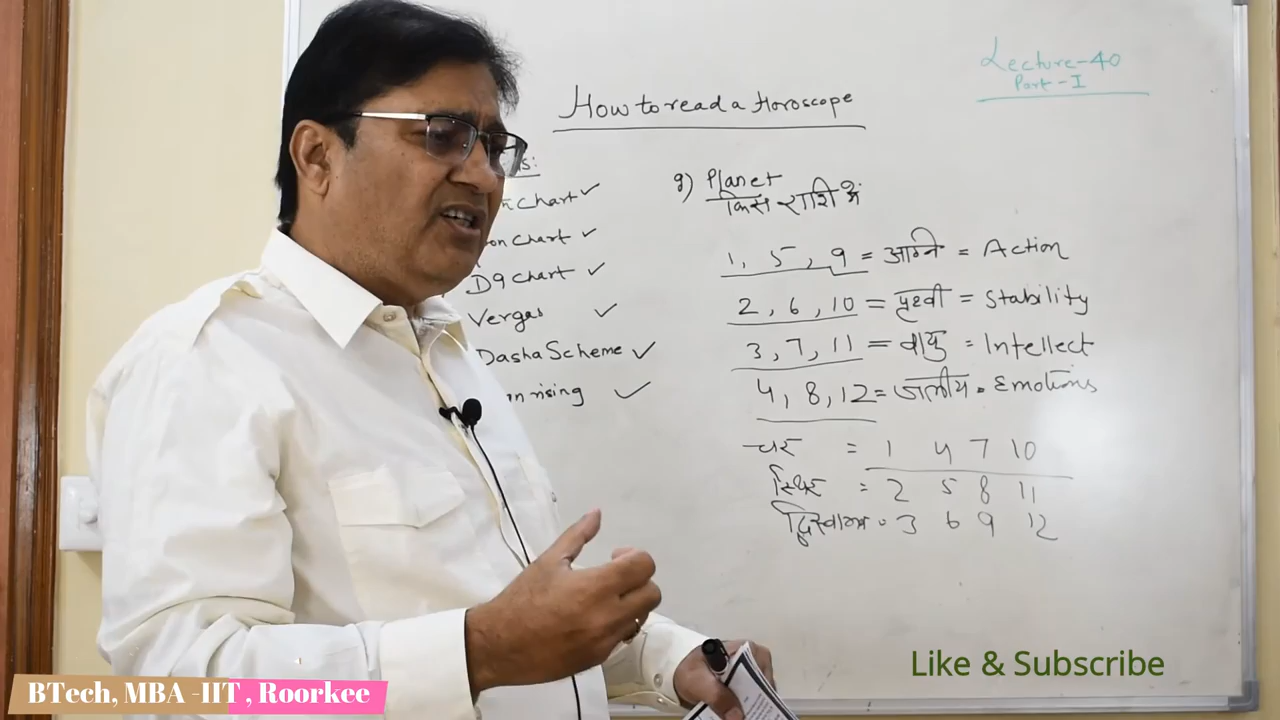 Lecture-40
Part-I
How to read a Horoscope
Chart ✓
Chart ✓
D9 Chart ✓
Vergas ✓
Dasha Scheme ✓
rising ✓
g) Planet
किस राशि में
1, 5, 9 = अग्नि = Action
2, 6, 10 = पृथ्वी = Stability
3, 7, 11 = वायु = Intellect
4, 8, 12 = जलीय = Emotions
चर = 1 4 7 10
स्थिर = 2 5 8 11
द्विस्वभाव = 3 6 9 12
Like & Subscribe
BTech, MBA -IIT , Roorkee